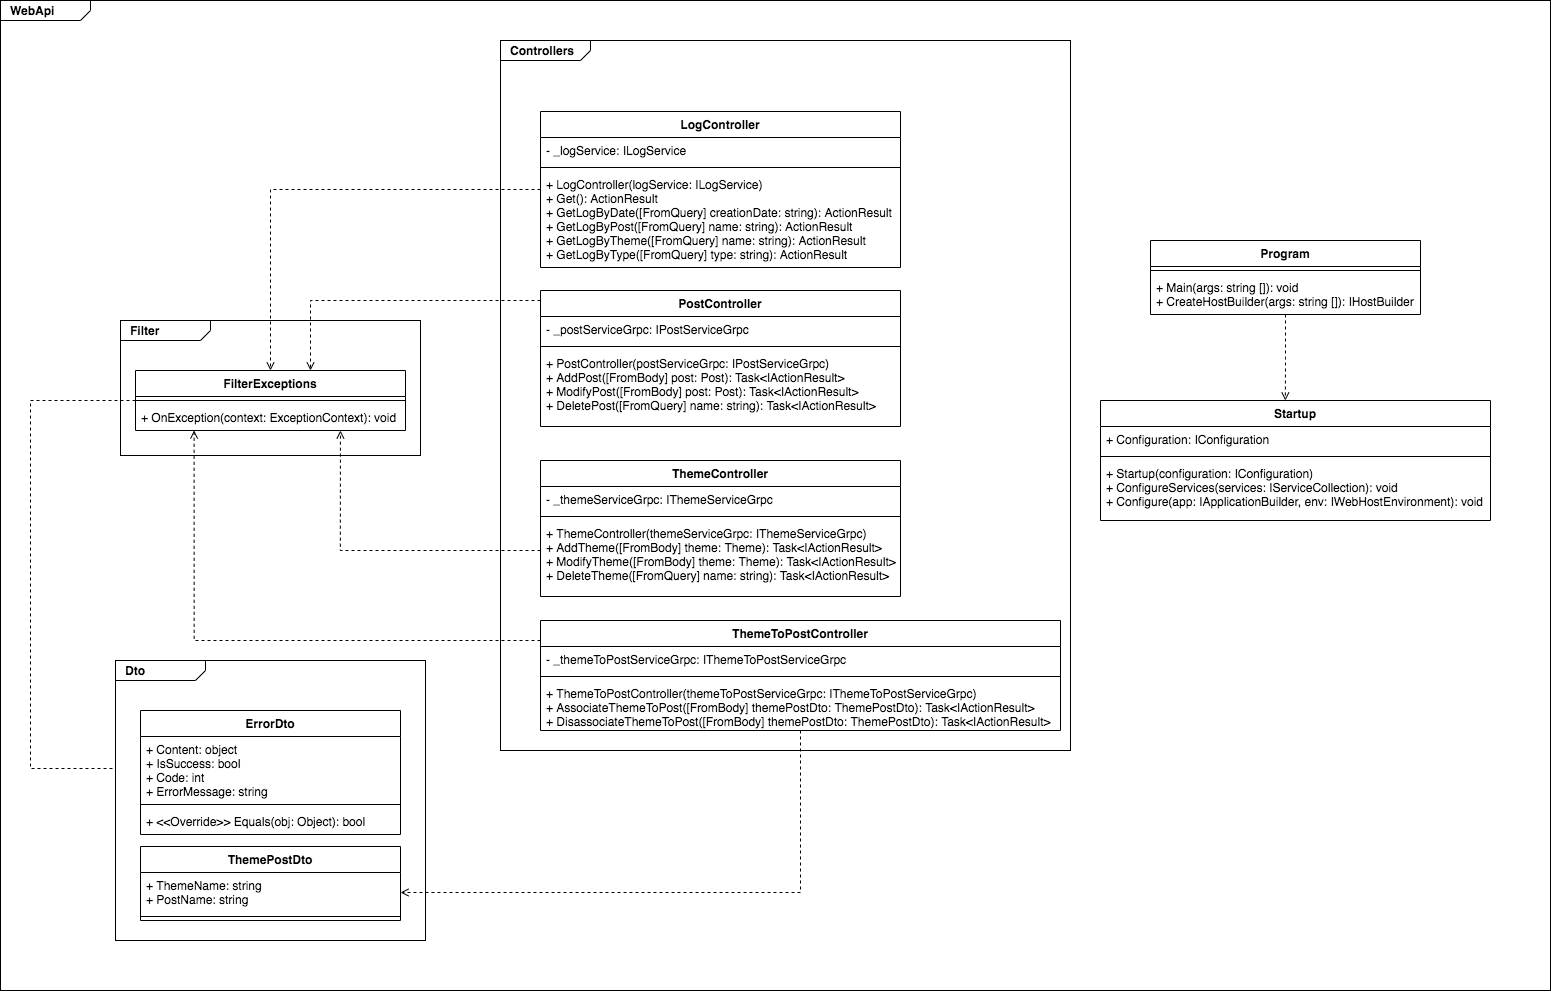 WebApi
Controllers
LogController
- _logService: ILogService
+ LogController(logService: ILogService)
+ Get(): ActionResult
+ GetLogByDate([FromQuery] creationDate: string): ActionResult
+ GetLogByPost([FromQuery] name: string): ActionResult
+ GetLogByTheme([FromQuery] name: string): ActionResult
+ GetLogByType([FromQuery] type: string): ActionResult
PostController
- _postServiceGrpc: IPostServiceGrpc
+ PostController(postServiceGrpc: IPostServiceGrpc)
+ AddPost([FromBody] post: Post): Task<IActionResult>
+ ModifyPost([FromBody] post: Post): Task<IActionResult>
+ DeletePost([FromQuery] name: string): Task<IActionResult>
ThemeController
- _themeServiceGrpc: IThemeServiceGrpc
+ ThemeController(themeServiceGrpc: IThemeServiceGrpc)
+ AddTheme([FromBody] theme: Theme): Task<IActionResult>
+ ModifyTheme([FromBody] theme: Theme): Task<IActionResult>
+ DeleteTheme([FromQuery] name: string): Task<IActionResult>
ThemeToPostController
- _themeToPostServiceGrpc: IThemeToPostServiceGrpc
+ ThemeToPostController(themeToPostServiceGrpc: IThemeToPostServiceGrpc)
+ AssociateThemeToPost([FromBody] themePostDto: ThemePostDto): Task<IActionResult>
+ DisassociateThemeToPost([FromBody] themePostDto: ThemePostDto): Task<IActionResult>
Filter
FilterExceptions
+ OnException(context: ExceptionContext): void
Dto
ErrorDto
+ Content: object
+ IsSuccess: bool
+ Code: int
+ ErrorMessage: string
+ <<Override>> Equals(obj: Object): bool
ThemePostDto
+ ThemeName: string
+ PostName: string
Program
+ Main(args: string []): void
+ CreateHostBuilder(args: string []): IHostBuilder
Startup
+ Configuration: IConfiguration
+ Startup(configuration: IConfiguration)
+ ConfigureServices(services: IServiceCollection): void
+ Configure(app: IApplicationBuilder, env: IWebHostEnvironment): void